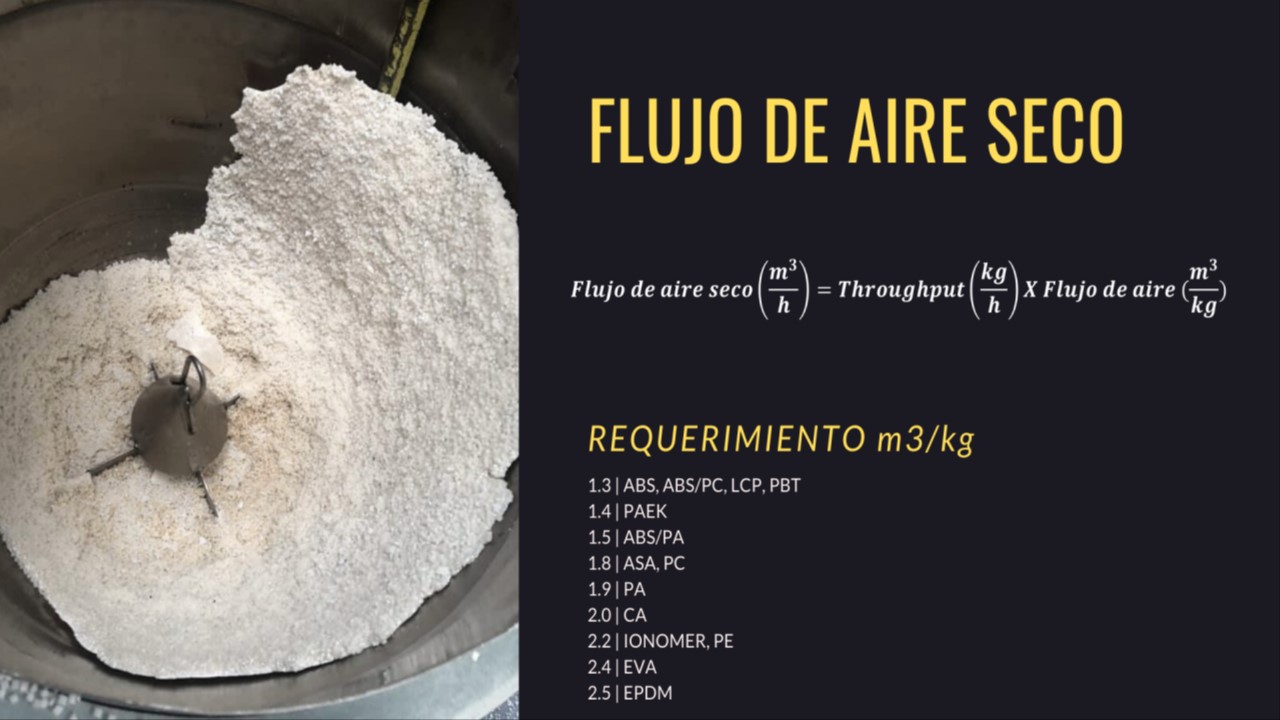 FLUJO DE AIRE SECO
Flujo de aire seco (m³/h) = Throughput (kg/h) X Flujo de aire (m³/kg)
REQUERIMIENTO m3/kg
1.3 | ABS, ABS/PC, LCP, PBT
1.4 | PAEK
1.5 | ABS/PA
1.8 | ASA, PC
1.9 | PA
2.0 | CA
2.2 | IONOMER, PE
2.4 | EVA
2.5 | EPDM